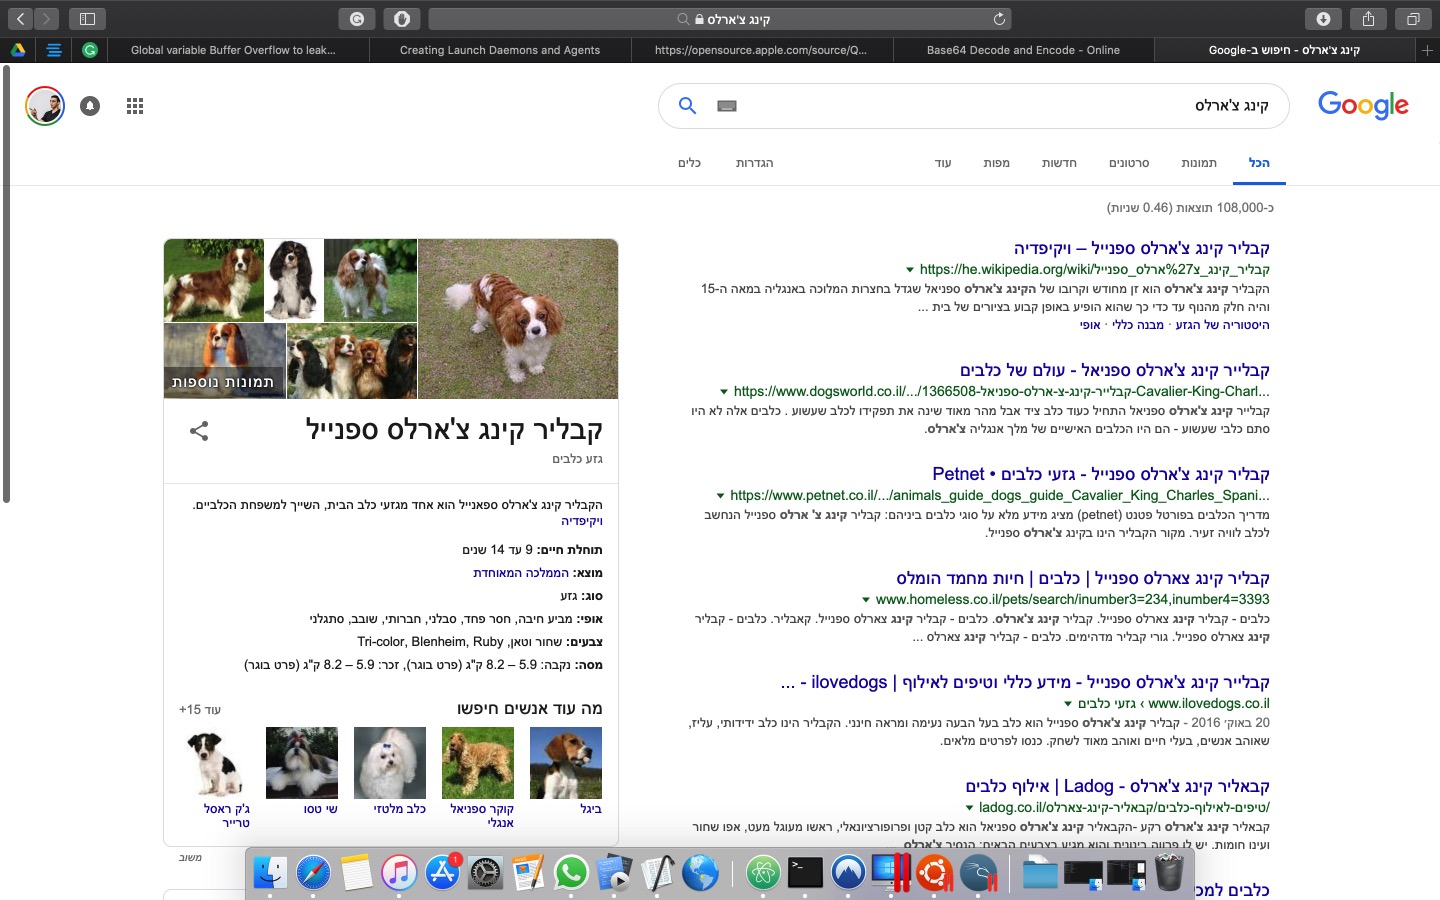 קינג צ'ארלס
Global variable Buffer Overflow to leak...
Creating Launch Daemons and Agents
https://opensource.apple.com/source/Q...
Base64 Decode and Encode - Online
קינג צ'ארלס - חיפוש ב-Google
קינג צ'ארלס
Google
הכל
תמונות
סרטונים
חדשות
מפות
עוד
הגדרות
כלים
כ-108,000 תוצאות (0.46 שניות)
קבליר קינג צ'ארלס ספנייל – ויקיפדיה
https://he.wikipedia.org/wiki/קבליר_קינג_צ%27ארלס_ספנייל
הקבליר קינג צ'ארלס הוא זן מחודש וקרובו של הקינג צ'ארלס ספניאל שגדל בחצרות המלוכה באנגליה במאה ה-15
והיה חלק מהנוף עד כדי כך שהוא הופיע באופן קבוע בציורים של בית ...
היסטוריה של הגזע · מבנה כללי · אופי
קבלייר קינג צ'ארלס ספניאל - עולם של כלבים
https://www.dogsworld.co.il/.../1366508-קבלייר-קינג-צ-ארלס-ספניאל-Cavalier-King-Charl...
קבלייר קינג צ'ארלס ספניאל התחיל כעוד כלב ציד אבל מהר מאוד שינה את תפקידו לכלב שעשוע . כלבים אלה לא היו
סתם כלבי שעשוע - הם היו הכלבים האישיים של מלך אנגליה צ'ארלס.
קבליר קינג צ'ארלס ספנייל - גזעי כלבים • Petnet
https://www.petnet.co.il/.../animals_guide_dogs_guide_Cavalier_King_Charles_Spani...
מדריך הכלבים בפורטל פטנט (petnet) מציג מידע מלא על סוגי כלבים ביניהם: קבליר קינג צ' ארלס ספנייל הנחשב
לכלב לוויה זעיר. מקור הקבליר הינו בקינג צ'ארלס ספנייל.
קבליר קינג צארלס ספנייל | כלבים | חיות מחמד הומלס
www.homeless.co.il/pets/search/inumber3=234,inumber4=3393
כלבים - קבליר קינג צארלס ספנייל. קבליר קינג צ'ארלס. כלבים - קבליר קינג צארלס ספנייל. קאבליר. כלבים - קבליר
קינג צארלס ספנייל. גורי קבליר מדהימים. כלבים - קבליר קינג צארלס ...
קבלייר קינג צ'ארלס ספנייל - מידע כללי וטיפים לאילוף | ilovedogs - ...
www.ilovedogs.co.il › גזעי כלבים
20 באוק׳ 2016 - קבליר קינג צ'ארלס ספנייל הוא כלב בעל הבעה נעימה ומראה חינני. הקבליר הינו כלב ידידותי, עליז,
שאוהב אנשים, בעלי חיים ואוהב מאוד לשחק. כנסו לפרטים מלאים.
קבאליר קינג צ'ארלס - Ladog | אילוף כלבים
ladog.co.il/טיפים-לאילוף-כלבים/קבאליר-קינג-צארלס/
קבאליר קינג צ'ארלס רקע -הקבאליר קינג צ'ארלס ספניאל הוא כלב קטן ופרופורציונאלי, ראשו מעוגל מעט, אפו שחור
ועינו חומות. יש לו פרווה בינונית והוא מגיע בצבעים הבאים: הנסיך צ'ארלס
כלבים למכ
תמונות נוספות
קבליר קינג צ'ארלס ספנייל
גזע כלבים
הקבליר קינג צ'ארלס ספאנייל הוא אחד מגזעי כלב הבית, השייך למשפחת הכלביים.
ויקיפדיה
תוחלת חיים: 9 עד 14 שנים
מוצא: הממלכה המאוחדת
סוג: גזע
אופי: מביע חיבה, חסר פחד, סבלני, חברותי, שובב, סתגלני
צבעים: שחור וטאן, Tri-color, Blenheim, Ruby
מסה: נקבה: 5.9 – 8.2 ק"ג (פרט בוגר), זכר: 5.9 – 8.2 ק"ג (פרט בוגר)
מה עוד אנשים חיפשו
עוד 15+
ביגל
קוקר ספניאל
אנגלי
כלב מלטזי
שי טסו
ג'ק ראסל
טרייר
משוב
1